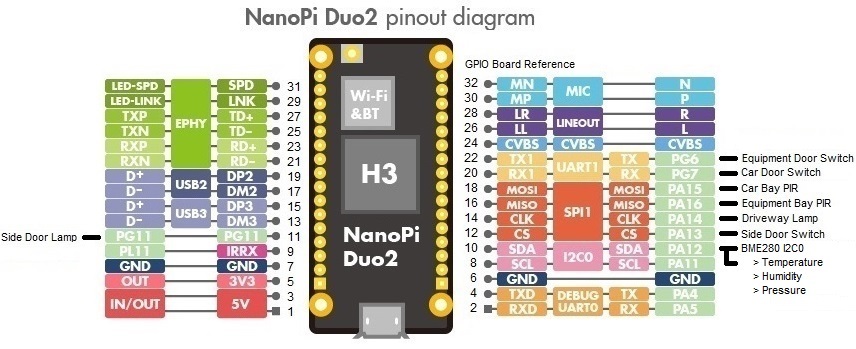 NanoPi Duo2 pinout diagram
GPIO Board Reference
LED-SPD SPD 31
LED-LINK LNK 29
TXP TD+ 27
EPHY
TXN TD- 25
RXP RD+ 23
RXN RD- 21
D+ DP2 19
USB2
D- DM2 17
D+ DP3 15
USB3
D- DM3 13
Side Door Lamp PG11 PG11 11
PL11 IRRX 9
GND GND 7
OUT 3V3 5
IN/OUT 5V 3
1
Wi-Fi
&BT
H3
NanoPi
Duo2
32 MN MIC N
30 MP P
28 LR LINEOUT R
26 LL L
24 CVBS CVBS CVBS
22 TX1 UART1 TX PG6 Equipment Door Switch
20 RX1 RX PG7 Car Door Switch
18 MOSI MOSI PA15 Car Bay PIR
16 MISO SPI1 MISO PA16 Equipment Bay PIR
14 CLK CLK PA14 Driveway Lamp
12 CS CS PA13 Side Door Switch
10 SDA I2C0 SDA PA12 BME280 I2C0
8 SCL SCL PA11 > Temperature
6 GND GND > Humidity
4 TXD DEBUG TX PA4 > Pressure
2 RXD UART0 RX PA5